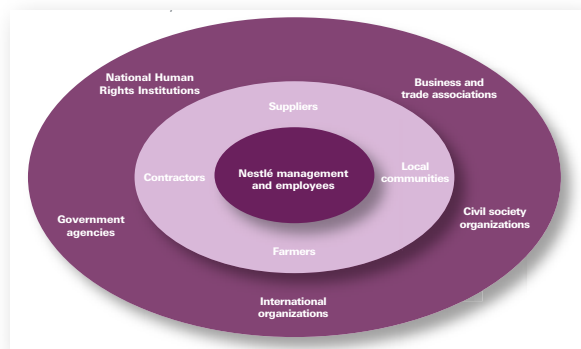 National Human
Rights Institutions
Business and
trade associations
Suppliers
Contractors
Nestlé management
and employees
Local
communities
Government
agencies
Civil society
organizations
Farmers
International
organizations